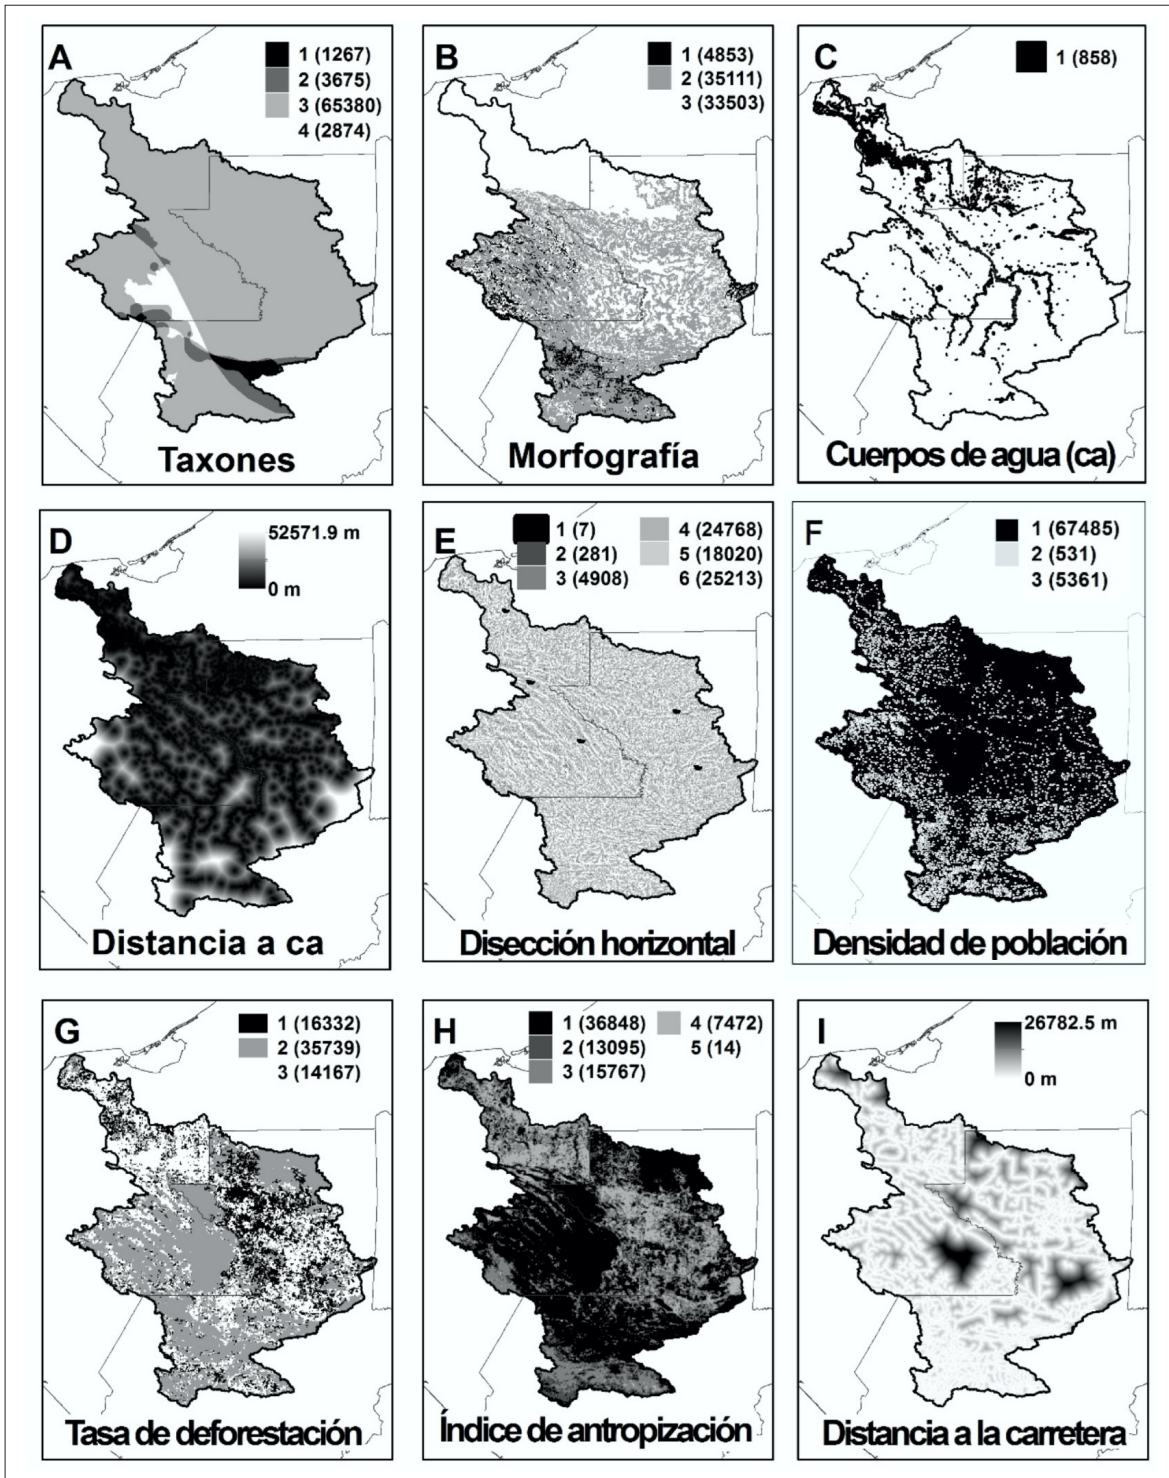 A
1 (1267)
2 (3675)
3 (65380)
4 (2874)
Taxones
B
1 (4853)
2 (35111)
3 (33503)
Morfografía
C
1 (858)
Cuerpos de agua (ca)
D
52571.9 m
0 m
Distancia a ca
E
1 (7)
2 (281)
3 (4908)
4 (24768)
5 (18020)
6 (25213)
Disección horizontal
F
1 (67485)
2 (531)
3 (5361)
Densidad de población
G
1 (16332)
2 (35739)
3 (14167)
Tasa de deforestación
H
1 (36848)
2 (13095)
3 (15767)
4 (7472)
5 (14)
Índice de antropización
I
26782.5 m
0 m
Distancia a la carretera